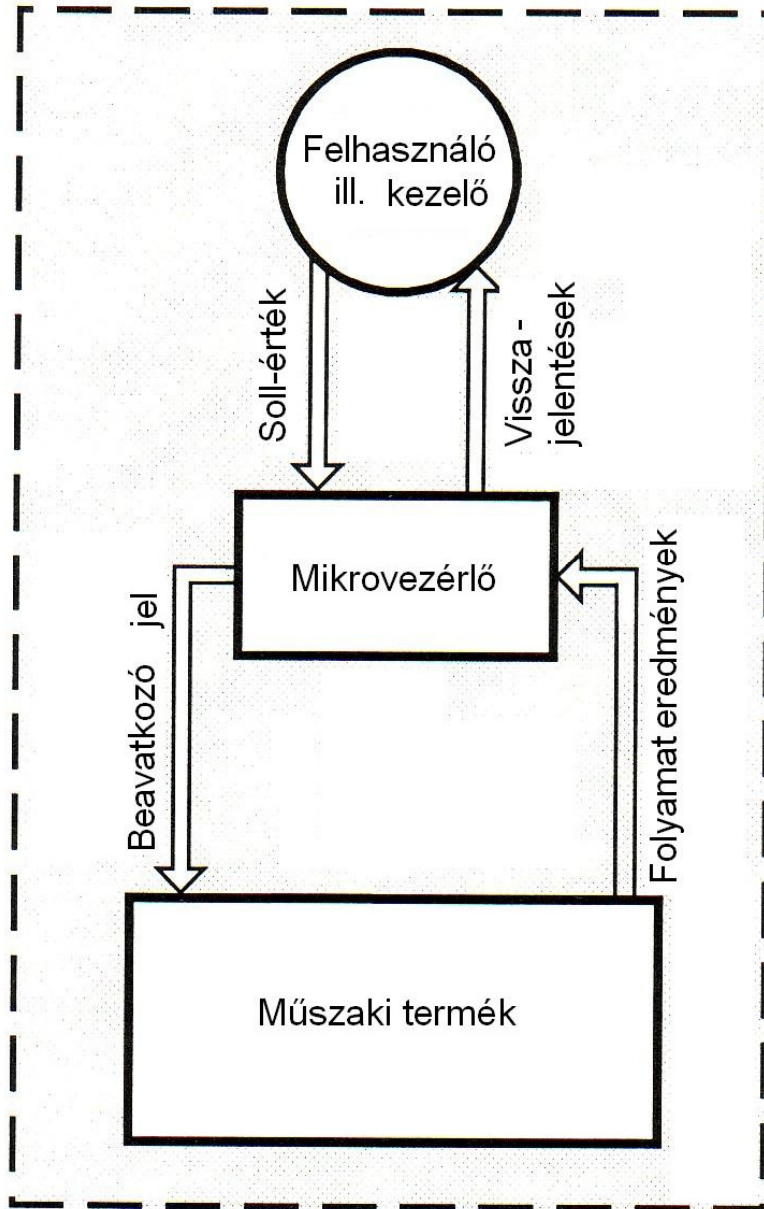 Felhasználó
ill. kezelő
Soll-érték
Vissza -
jelentések
Mikrovezérlő
Beavatkozó jel
Folyamat eredmények
Műszaki termék